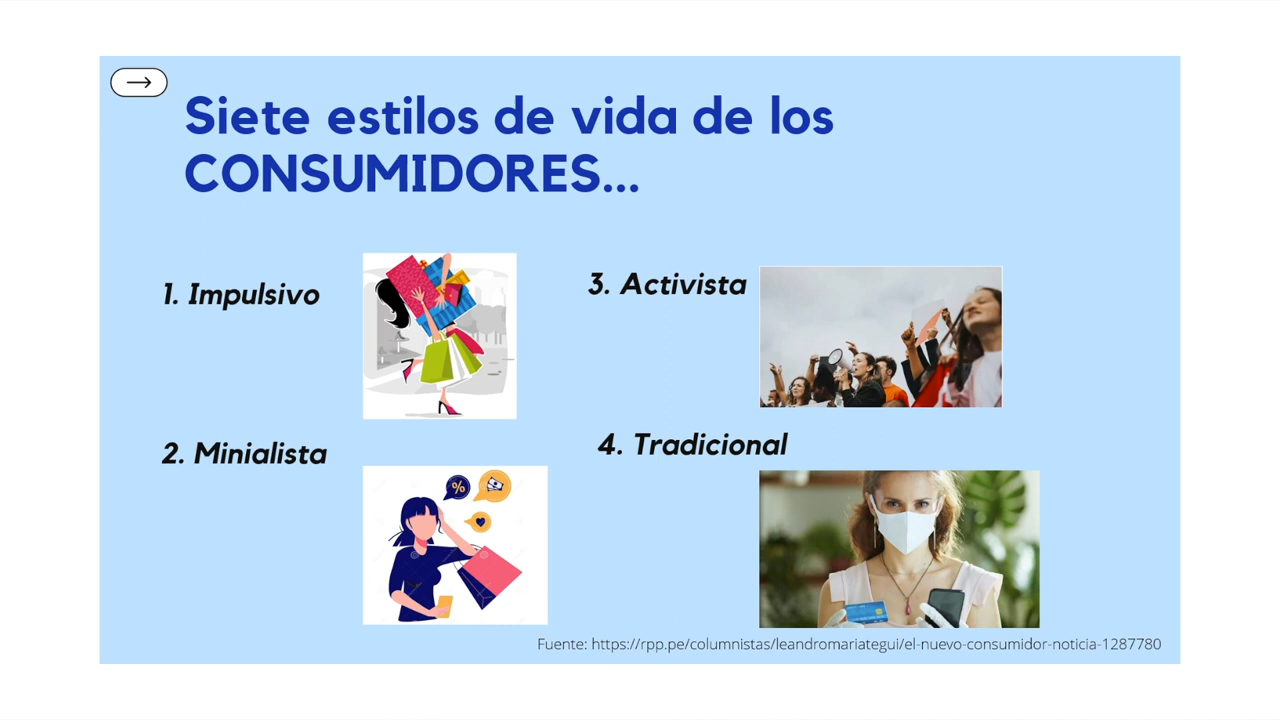 Siete estilos de vida de los
CONSUMIDORES...
1. Impulsivo
2. Minialista
3. Activista
4. Tradicional
%
Fuente: https://rpp.pe/columnistas/leandromariategui/el-nuevo-consumidor-noticia-1287780